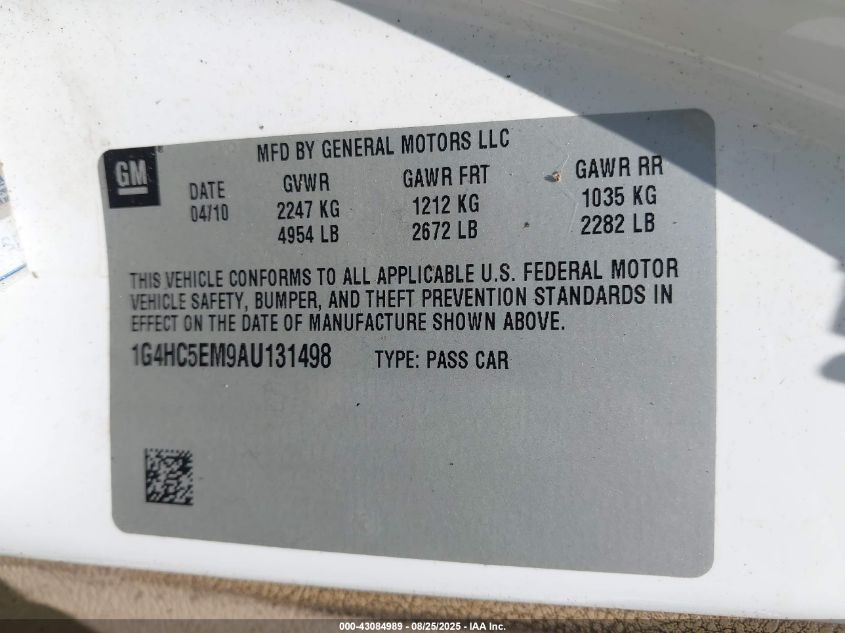 MFD BY GENERAL MOTORS LLC
GM
DATE GVWR GAWR FRT GAWR RR
04/10 2247 KG 1212 KG 1035 KG
4954 LB 2672 LB 2282 LB
THIS VEHICLE CONFORMS TO ALL APPLICABLE U.S. FEDERAL MOTOR
VEHICLE SAFETY, BUMPER, AND THEFT PREVENTION STANDARDS IN
EFFECT ON THE DATE OF MANUFACTURE SHOWN ABOVE.
1G4HC5EM9AU131498 TYPE: PASS CAR
000-43084989 - 08/25/2025 - IAA Inc.